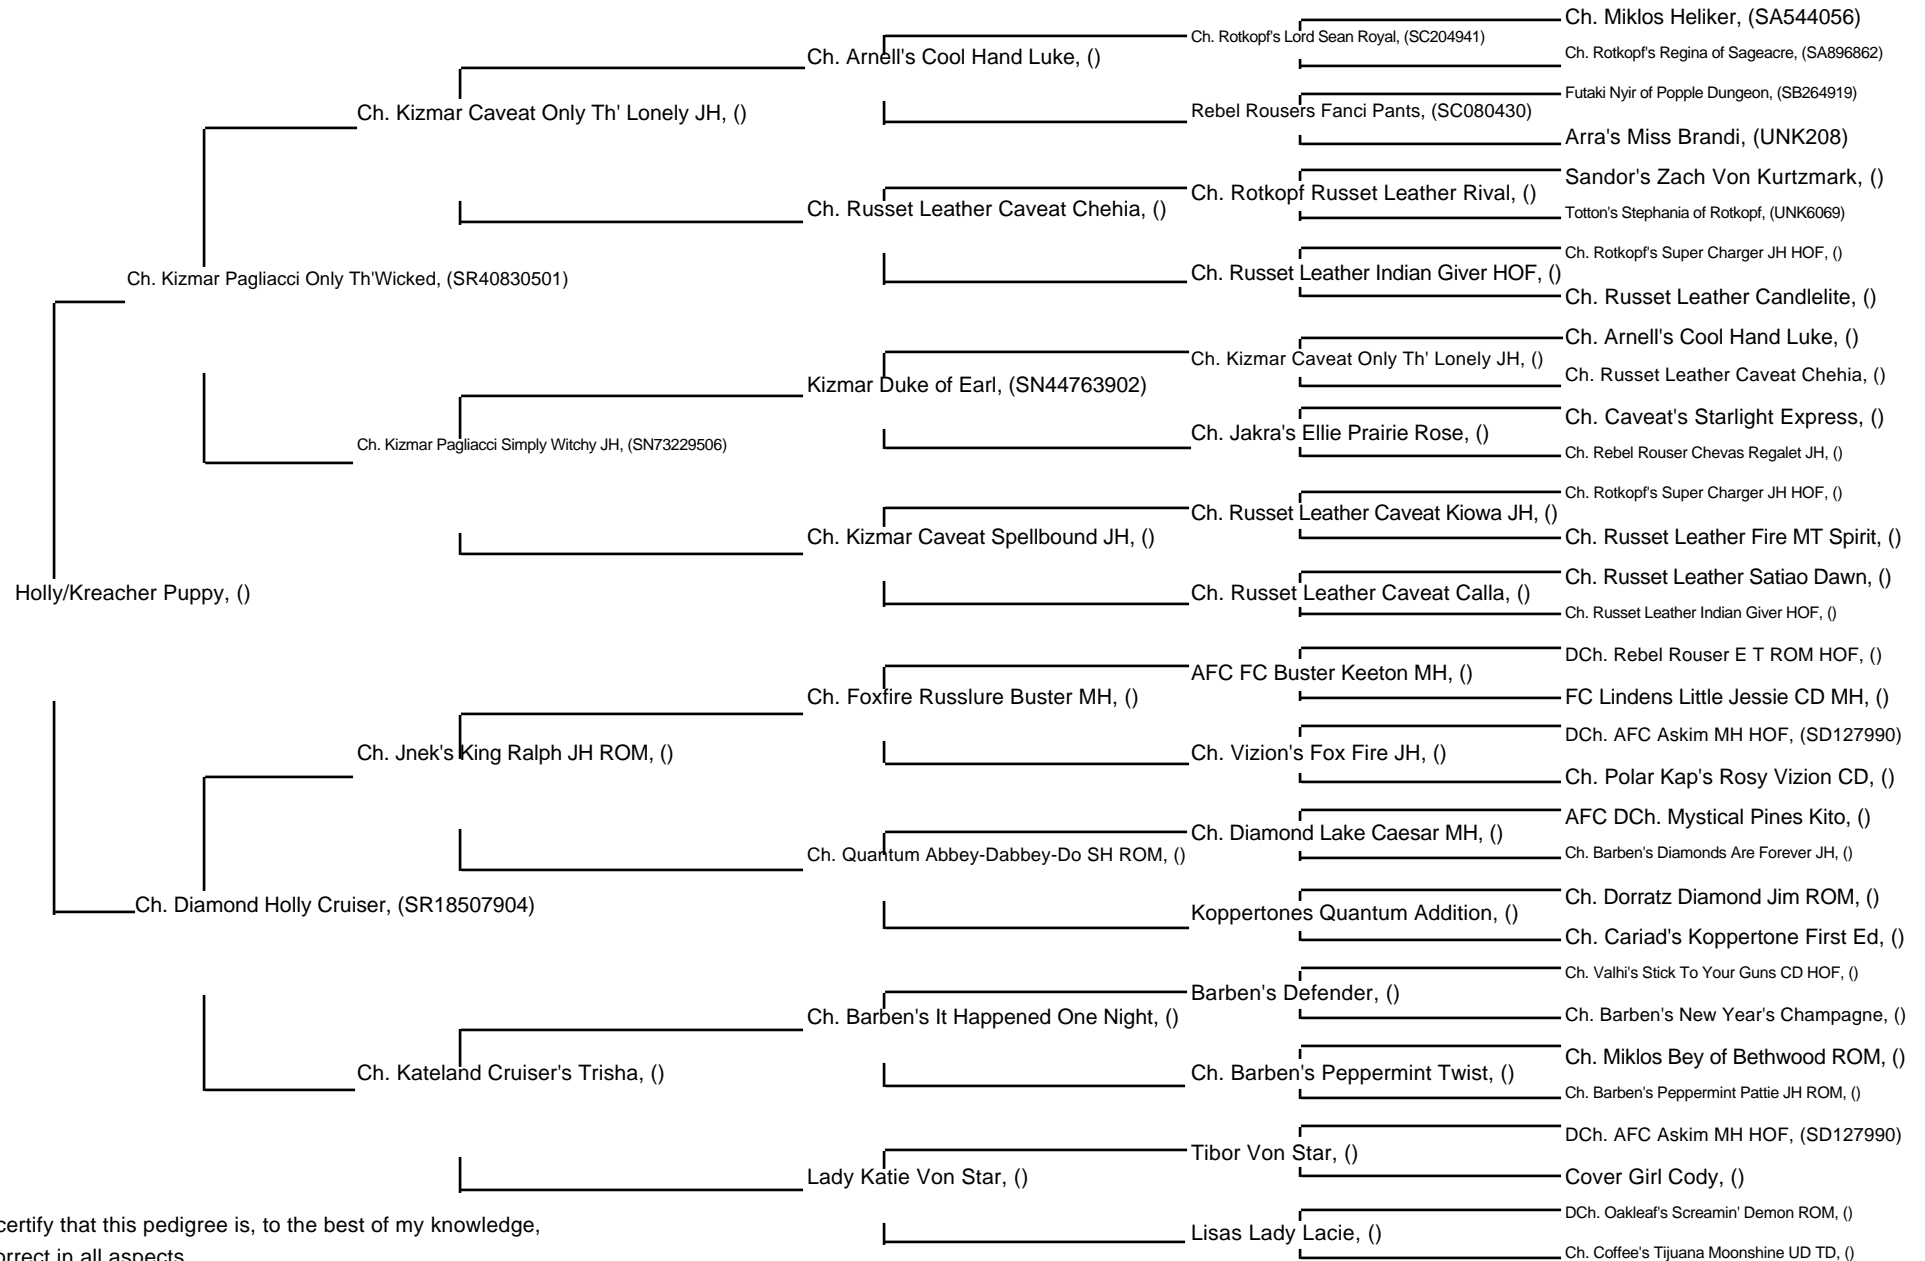 Ch. Miklos Heliker, (SA544056)
Ch. Rotkopf's Lord Sean Royal, (SC204941)
Ch. Rotkopf's Regina of Sageacre, (SA896862)
Ch. Arnell's Cool Hand Luke, ()
Futaki Nyir of Popple Dungeon, (SB264919)
Rebel Rousers Fanci Pants, (SC080430)
Arra's Miss Brandi, (UNK208)
Ch. Kizmar Caveat Only Th' Lonely JH, ()
Sandor's Zach Von Kurtzmark, ()
Ch. Rotkopf Russet Leather Rival, ()
Totton's Stephania of Rotkopf, (UNK6069)
Ch. Russet Leather Caveat Chehia, ()
Ch. Rotkopf's Super Charger JH HOF, ()
Ch. Russet Leather Indian Giver HOF, ()
Ch. Russet Leather Candlelite, ()
Ch. Kizmar Pagliacci Only Th'Wicked, (SR40830501)
Ch. Arnell's Cool Hand Luke, ()
Ch. Kizmar Caveat Only Th' Lonely JH, ()
Ch. Russet Leather Caveat Chehia, ()
Kizmar Duke of Earl, (SN44763902)
Ch. Caveat's Starlight Express, ()
Ch. Jakra's Ellie Prairie Rose, ()
Ch. Rebel Rouser Chevas Regalet JH, ()
Ch. Kizmar Pagliacci Simply Witchy JH, (SN73229506)
Ch. Rotkopf's Super Charger JH HOF, ()
Ch. Russet Leather Caveat Kiowa JH, ()
Ch. Russet Leather Fire MT Spirit, ()
Ch. Kizmar Caveat Spellbound JH, ()
Ch. Russet Leather Satiao Dawn, ()
Ch. Russet Leather Caveat Calla, ()
Ch. Russet Leather Indian Giver HOF, ()
Holly/Kreacher Puppy, ()
DCh. Rebel Rouser E T ROM HOF, ()
AFC FC Buster Keeton MH, ()
FC Lindens Little Jessie CD MH, ()
Ch. Foxfire Russlure Buster MH, ()
DCh. AFC Askim MH HOF, (SD127990)
Ch. Vizion's Fox Fire JH, ()
Ch. Polar Kap's Rosy Vizion CD, ()
Ch. Jnek's King Ralph JH ROM, ()
AFC DCh. Mystical Pines Kito, ()
Ch. Diamond Lake Caesar MH, ()
Ch. Barben's Diamonds Are Forever JH, ()
Ch. Quantum Abbey-Dabbey-Do SH ROM, ()
Ch. Dorratz Diamond Jim ROM, ()
Koppertones Quantum Addition, ()
Ch. Cariad's Koppertone First Ed, ()
Ch. Diamond Holly Cruiser, (SR18507904)
Ch. Valhi's Stick To Your Guns CD HOF, ()
Barben's Defender, ()
Ch. Barben's New Year's Champagne, ()
Ch. Barben's It Happened One Night, ()
Ch. Miklos Bey of Bethwood ROM, ()
Ch. Barben's Peppermint Twist, ()
Ch. Barben's Peppermint Pattie JH ROM, ()
Ch. Kateland Cruiser's Trisha, ()
DCh. AFC Askim MH HOF, (SD127990)
Tibor Von Star, ()
Cover Girl Cody, ()
Lady Katie Von Star, ()
DCh. Oakleaf's Screamin' Demon ROM, ()
Lisas Lady Lacie, ()
Ch. Coffee's Tijuana Moonshine UD TD, ()
certify that this pedigree is, to the best of my knowledge,
orrect in all aspects